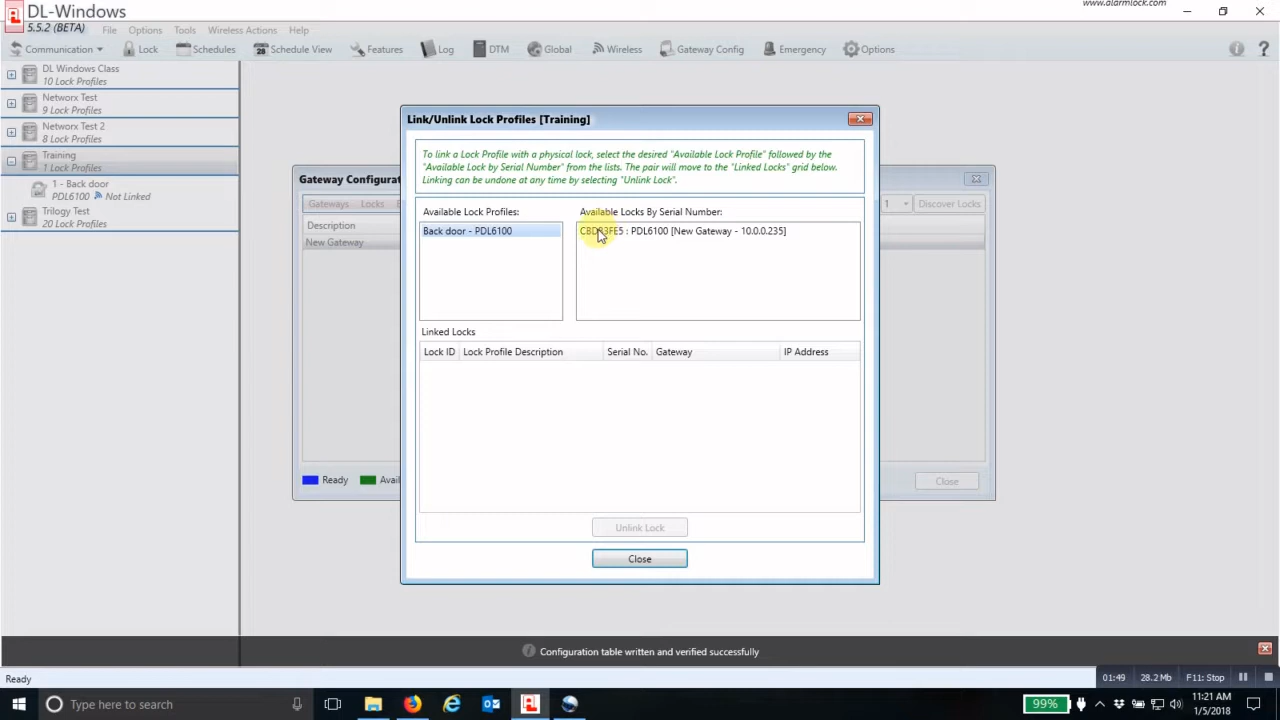 DL-Windows
www.alarmlock.com
5.5.2 (BETA)
File Options Tools Wireless Actions Help
Communication Lock Schedules 28 Schedule View Features Log DTM Global Wireless Gateway Config Emergency Options
DL Windows Class
10 Lock Profiles
Networx Test
9 Lock Profiles
Networx Test 2
8 Lock Profiles
Training
1 Lock Profiles
1 - Back door
PDL6100 Not Linked
Trilogy Test
20 Lock Profiles
Gateway Configurat
Gateways Locks
1 Discover Locks
Description
New Gateway
Ready Avail
Close
Link/Unlink Lock Profiles [Training]
To link a Lock Profile with a physical lock, select the desired "Available Lock Profile" followed by the
"Available Lock by Serial Number" from the lists. The pair will move to the "Linked Locks" grid below.
Linking can be undone at any time by selecting "Unlink Lock".
Available Lock Profiles:
Back door - PDL6100
Available Locks By Serial Number:
: PDL6100 [New Gateway - 10.0.0.235]
Linked Locks
Lock ID Lock Profile Description Serial No. Gateway IP Address
Unlink Lock
Close
Configuration table written and verified successfully
Ready
01:49 28.2 Mb F11: Stop
Type here to search
99%
11:21 AM
1/5/2018